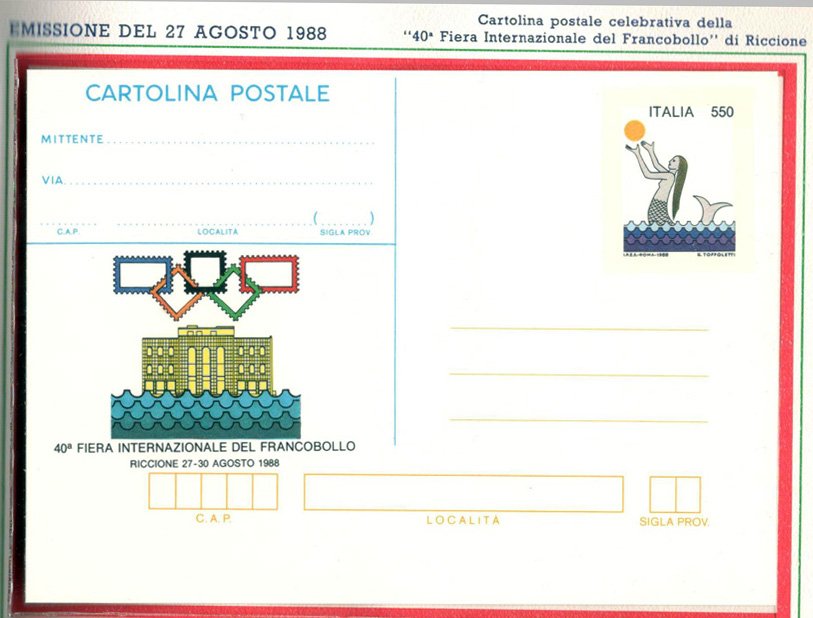 EMISSIONE DEL 27 AGOSTO 1988
Cartolina postale celebrativa della
"40ª Fiera Internazionale del Francobollo" di Riccione
CARTOLINA POSTALE
MITTENTE
VIA
( )
C.A.P. LOCALITÀ SIGLA PROV.
ITALIA 550
I.P.Z.S.-ROMA-1988 G. TOFFOLETTI
40ª FIERA INTERNAZIONALE DEL FRANCOBOLLO
RICCIONE 27-30 AGOSTO 1988
C.A.P. LOCALITÀ SIGLA PROV.